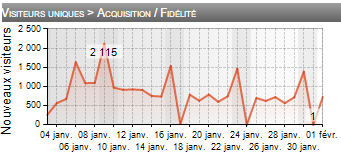 Visiteurs uniques > Acquisition / Fidélité
Nouveaux visiteurs
2 500
2 000
1 500
1 000
500
0
2 115
1
04 janv. 08 janv. 12 janv. 16 janv. 20 janv. 24 janv. 28 janv. 01 févr.
06 janv. 10 janv. 14 janv. 18 janv. 22 janv. 26 janv. 30 janv.